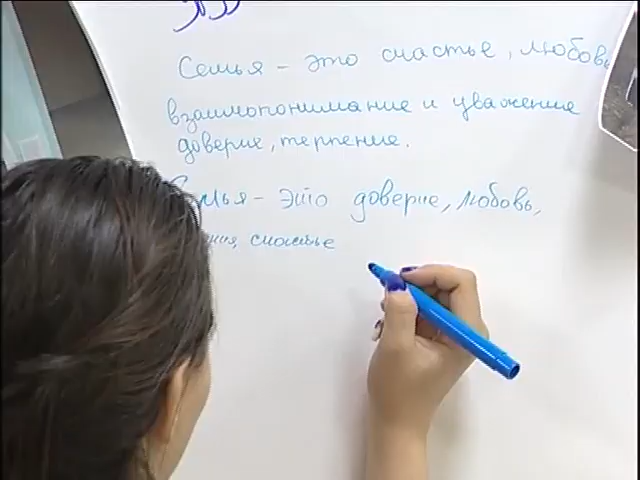 Семья - это счастье, любовь
взаимопонимание и уважение
доверие, терпение.
Семья - это доверие, любовь,
счастье